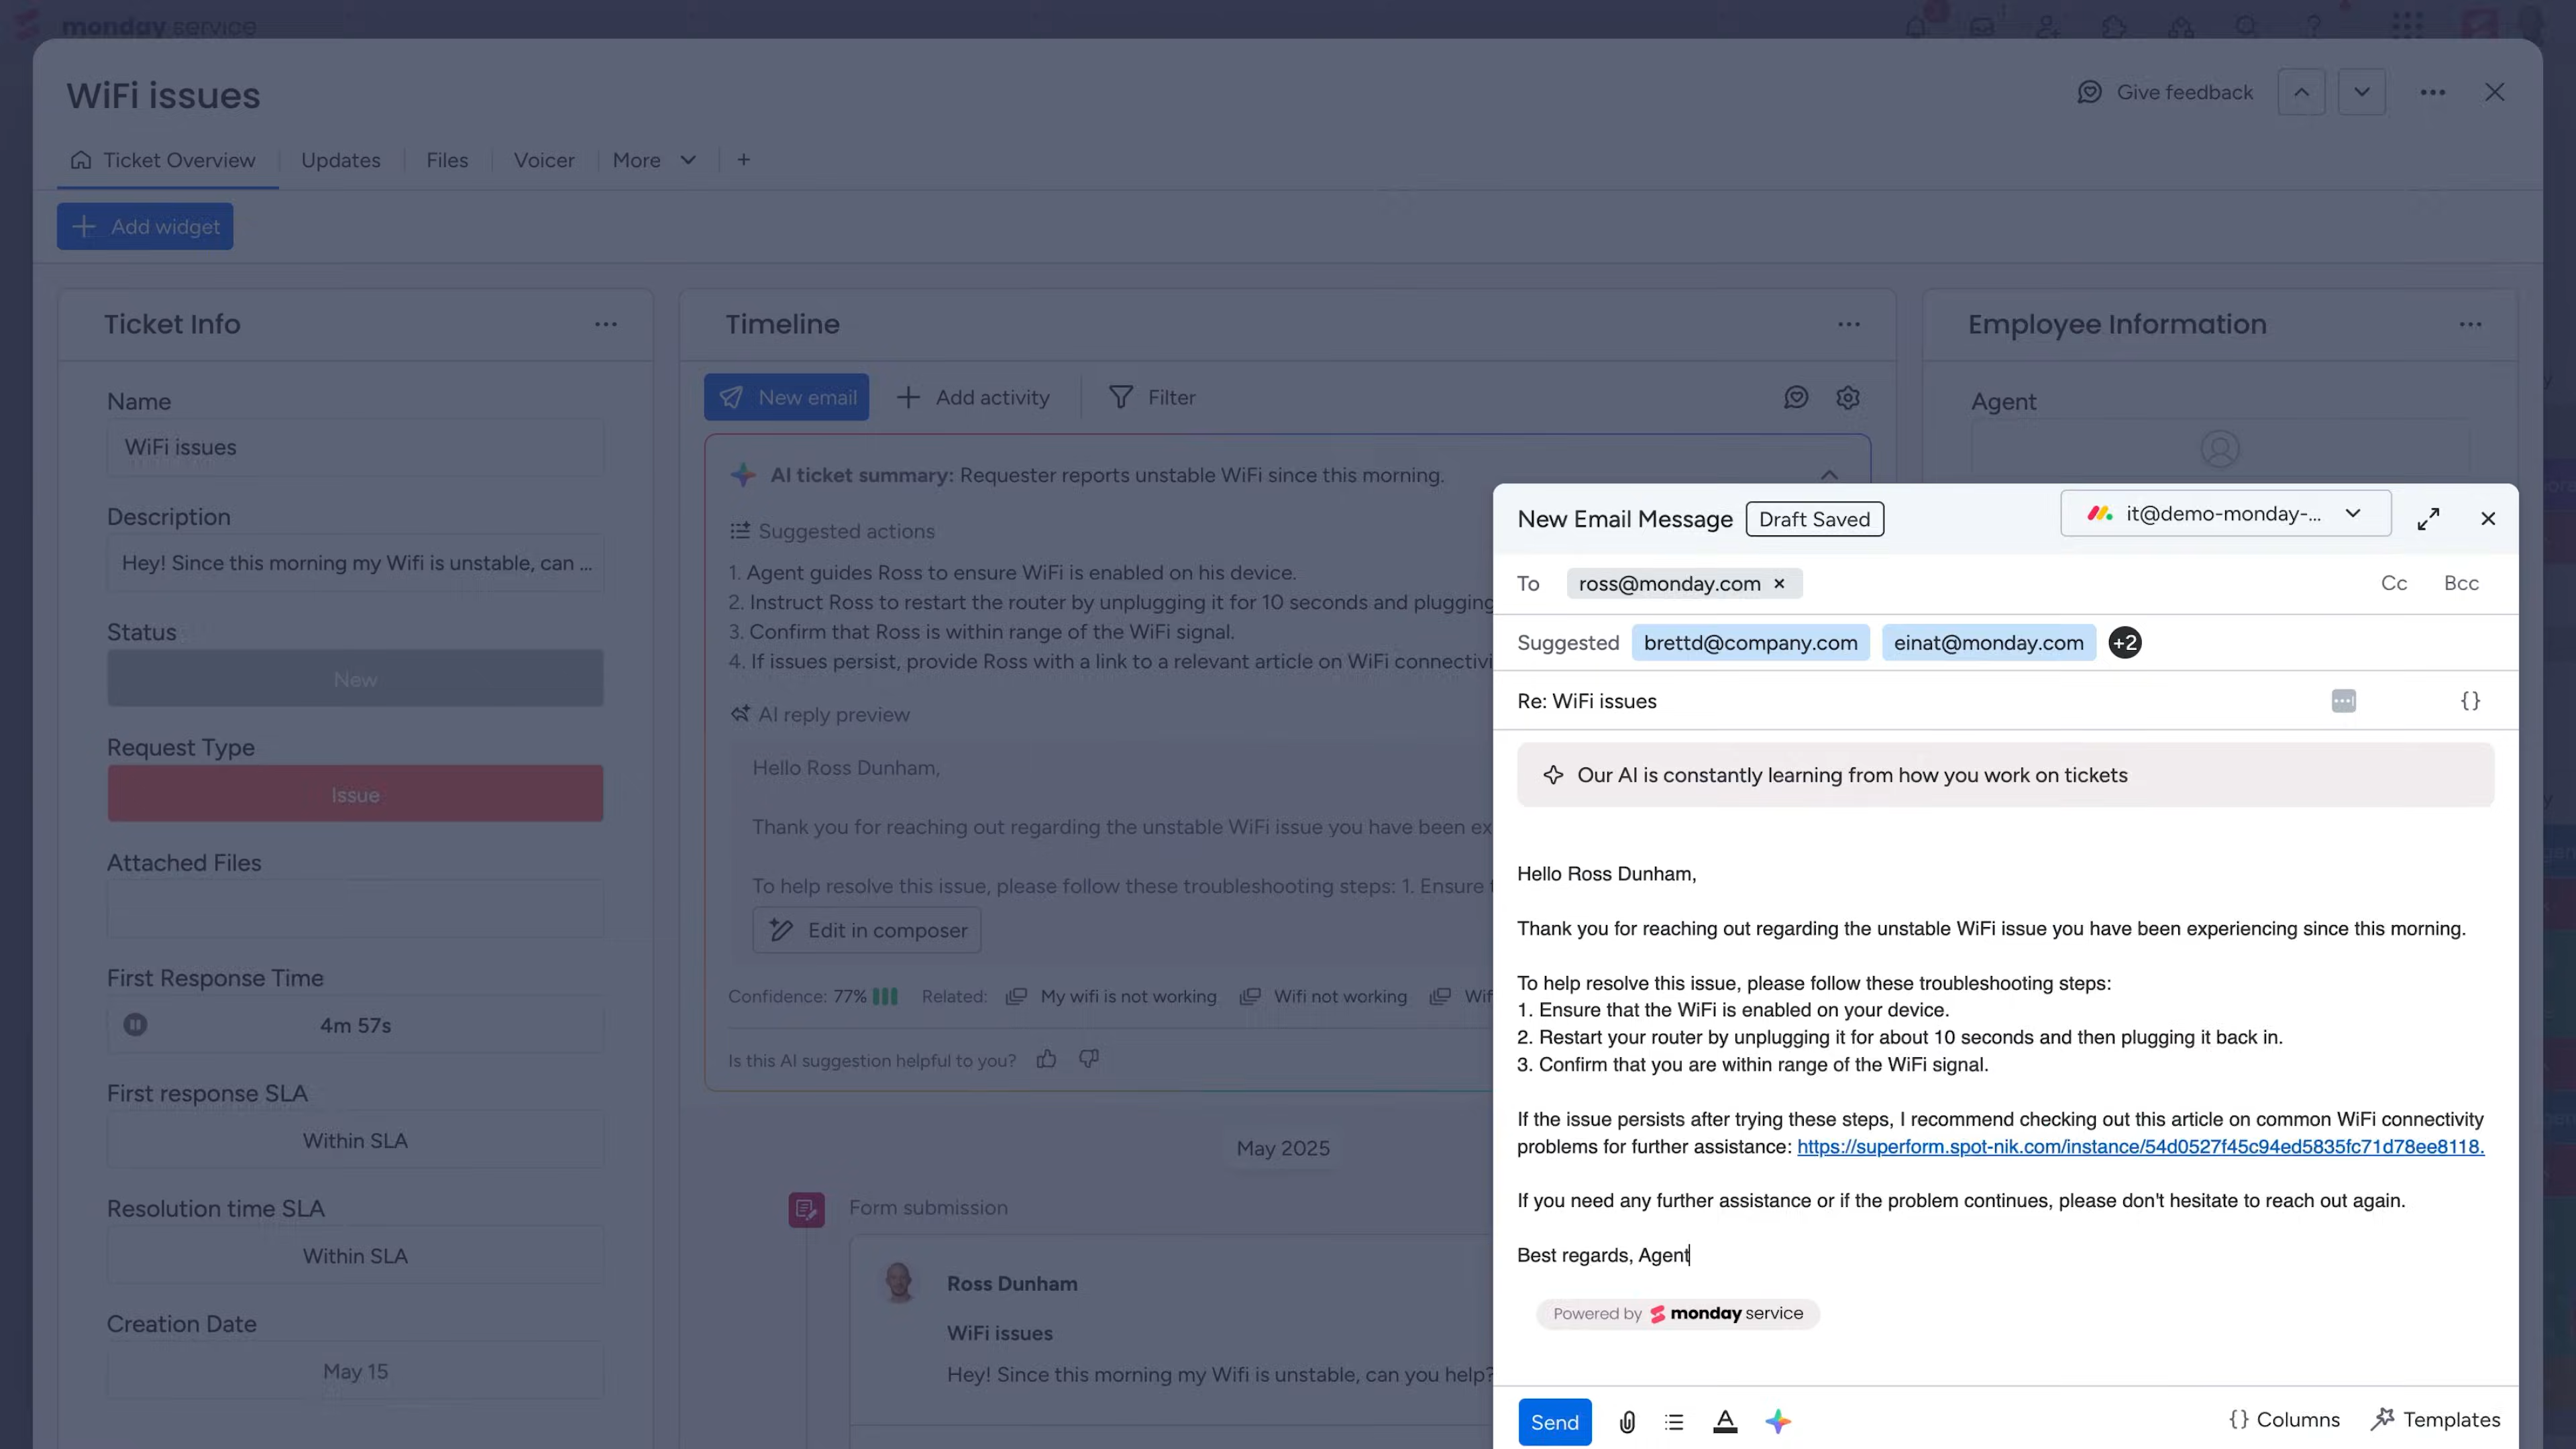 monday service
WiFi issues
Give feedback
Ticket Overview
Updates
Files
Voicer
More
Add widget
Ticket Info
Name
WiFi issues
Description
Hey! Since this morning my Wifi is unstable, can ...
Status
New
Request Type
Issue
Attached Files
First Response Time
4m 57s
First response SLA
Within SLA
Resolution time SLA
Within SLA
Creation Date
May 15
Timeline
New email
Add activity
Filter
AI ticket summary: Requester reports unstable WiFi since this morning.
Suggested actions
1. Agent guides Ross to ensure WiFi is enabled on his device.
2. Instruct Ross to restart the router by unplugging it for 10 seconds and plugging
3. Confirm that Ross is within range of the WiFi signal.
4. If issues persist, provide Ross with a link to a relevant article on WiFi connectivi
AI reply preview
Hello Ross Dunham,
Thank you for reaching out regarding the unstable WiFi issue you have been ex
To help resolve this issue, please follow these troubleshooting steps: 1. Ensure
Edit in composer
Confidence: 77%
Related:
My wifi is not working
Wifi not working
Wif
Is this AI suggestion helpful to you?
May 2025
Form submission
Ross Dunham
WiFi issues
Hey! Since this morning my Wifi is unstable, can you help?
Employee Information
Agent
New Email Message
Draft Saved
it@demo-monday-...
To
ross@monday.com
Cc
Bcc
Suggested
brettd@company.com
einat@monday.com
+2
Re: WiFi issues
{}
Our AI is constantly learning from how you work on tickets
Hello Ross Dunham,
Thank you for reaching out regarding the unstable WiFi issue you have been experiencing since this morning.
To help resolve this issue, please follow these troubleshooting steps:
1. Ensure that the WiFi is enabled on your device.
2. Restart your router by unplugging it for about 10 seconds and then plugging it back in.
3. Confirm that you are within range of the WiFi signal.
If the issue persists after trying these steps, I recommend checking out this article on common WiFi connectivity
problems for further assistance: https://superform.spot-nik.com/instance/54d0527f45c94ed5835fc71d78ee8118.
If you need any further assistance or if the problem continues, please don't hesitate to reach out again.
Best regards, Agent
Powered by monday service
Send
{} Columns
Templates